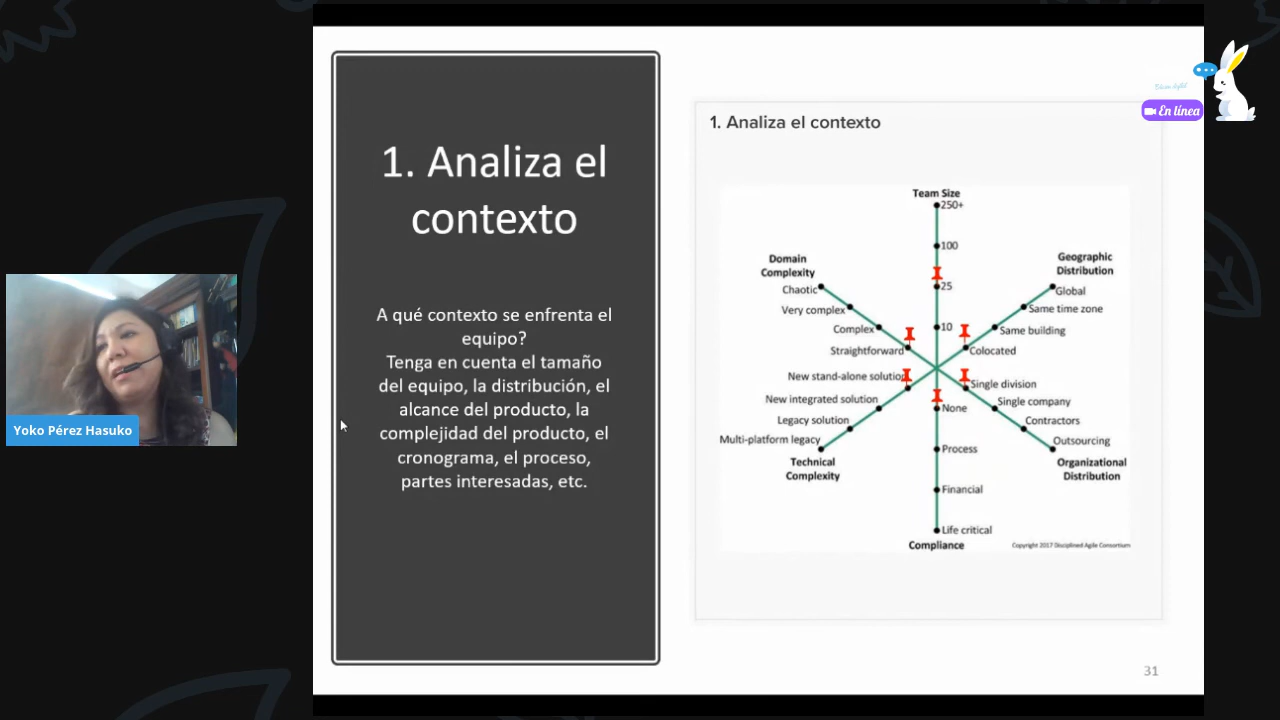 1. Analiza el
contexto
A qué contexto se enfrenta el
equipo?
Tenga en cuenta el tamaño
del equipo, la distribución, el
alcance del producto, la
complejidad del producto, el
cronograma, el proceso,
partes interesadas, etc.
1. Analiza el contexto
Team Size
250+
100
25
10
Domain
Complexity
Chaotic
Very complex
Complex
Straightforward
Geographic
Distribution
Global
Same time zone
Same building
Colocated
New stand-alone solution
New integrated solution
Legacy solution
Multi-platform legacy
Technical
Complexity
Single division
Single company
Contractors
Outsourcing
Organizational
Distribution
None
Process
Financial
Life critical
Compliance
Copyright 2017 Disciplined Agile Consortium
31
En línea
Yoko Pérez Hasuko